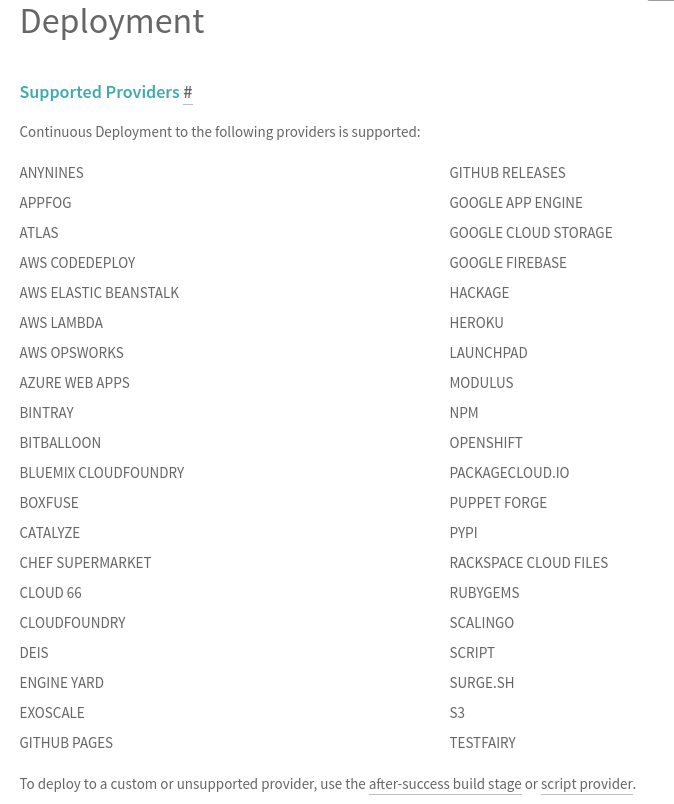 Deployment
Supported Providers #
Continuous Deployment to the following providers is supported:
ANYNINES
APPFOG
ATLAS
AWS CODEDEPLOY
AWS ELASTIC BEANSTALK
AWS LAMBDA
AWS OPSWORKS
AZURE WEB APPS
BINTRAY
BITBALLOON
BLUEMIX CLOUDFOUNDRY
BOXFUSE
CATALYZE
CHEF SUPERMARKET
CLOUD 66
CLOUDFOUNDRY
DEIS
ENGINE YARD
EXOSCALE
GITHUB PAGES
GITHUB RELEASES
GOOGLE APP ENGINE
GOOGLE CLOUD STORAGE
GOOGLE FIREBASE
HACKAGE
HEROKU
LAUNCHPAD
MODULUS
NPM
OPENSHIFT
PACKAGECLOUD.IO
PUPPET FORGE
PYPI
RACKSPACE CLOUD FILES
RUBYGEMS
SCALINGO
SCRIPT
SURGE.SH
S3
TESTFAIRY
To deploy to a custom or unsupported provider, use the after-success build stage or script provider.